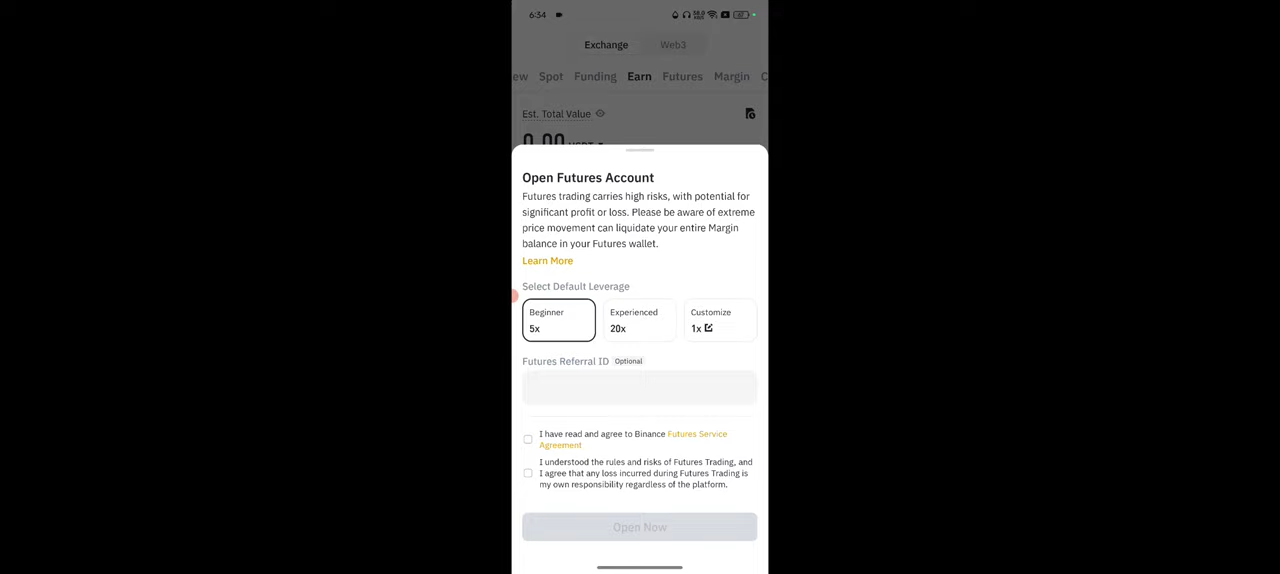 6:34
58.0
67
Exchange Web3
ew Spot Funding Earn Futures Margin C
Est. Total Value
0.00
Open Futures Account
Futures trading carries high risks, with potential for
significant profit or loss. Please be aware of extreme
price movement can liquidate your entire Margin
balance in your Futures wallet.
Learn More
Select Default Leverage
Beginner Experienced Customize
5x 20x 1x
Futures Referral ID Optional
I have read and agree to Binance Futures Service
Agreement
I understood the rules and risks of Futures Trading, and
I agree that any loss incurred during Futures Trading is
my own responsibility regardless of the platform.
Open Now